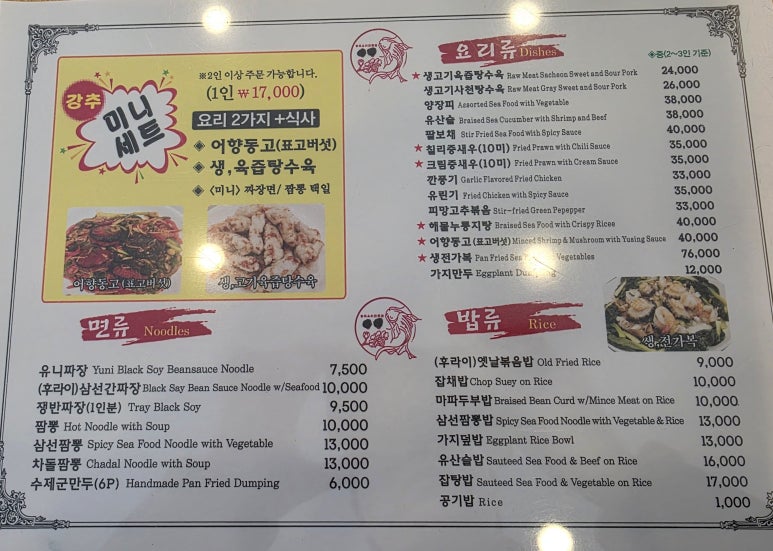 강추
미니
세트
※2인 이상 주문 가능합니다.
(1인 ₩17,000)
요리 2가지 +식사
◈ 어향동고(표고버섯)
◈ 생,육즙탕수육
◈ <미니> 짜장면/ 짬뽕 택일
어향동고 (표고버섯)
생,고기육즙탕수육
요리류 Dishes
◈중(2~3인 기준)
★ 생고기육즙탕수육 Raw Meat Sacheon Sweet and Sour Pork 24,000
생고기사천탕수육 Raw Meat Gray Sweet and Sour Pork 26,000
양장피 Assorted Sea Food with Vegetable 38,000
유산슬 Braised Sea Cucumber with Shrimp and Beef 38,000
팔보채 Stir Fried Sea Food with Spicy Sauce 40,000
★ 칠리중새우(10미) Fried Prawn with Chili Sauce 35,000
★ 크림중새우(10미) Fried Prawn with Cream Sauce 35,000
깐풍기 Garlic Flavored Fried Chicken 33,000
유린기 Fried Chicken with Spicy Sauce 35,000
피망고추볶음 Stir-fried Green Pepepper 33,000
★ 해물누룽지탕 Braised Sea Food with Crispy Ricee 40,000
★ 어향동고(표고버섯) Minced Shrimp & Mushroom with Yusing Sauce 40,000
★ 생전가복 Pan Fried Sea Vegetables 76,000
가지만두 Eggplant Dumping 12,000
쌩,전가복
면류 Noodles
유니짜장 Yuni Black Soy Beansauce Noodle 7,500
(후라이)삼선간짜장 Black Say Bean Sauce Noodle w/Seafood 10,000
쟁반짜장(1인분) Tray Black Soy 9,500
짬뽕 Hot Noodle with Soup 10,000
삼선짬뽕 Spicy Sea Food Noodle with Vegetable 13,000
차돌짬뽕 Chadal Noodle with Soup 13,000
수제군만두(6P) Handmade Pan Fried Dumping 6,000
밥류 Rice
(후라이)옛날볶음밥 Old Fried Rice 9,000
잡채밥 Chop Suey on Rice 10,000
마파두부밥 Braised Bean Curd w/Mince Meat on Rice 10,000
삼선짬뽕밥 Spicy Sea Food Noodle with Vegetable & Rice 13,000
가지덮밥 Eggplant Rice Bowl 13,000
유산슬밥 Sauteed Sea Food & Beef on Rice 16,000
잡탕밥 Sauteed Sea Food & Vegetable on Rice 17,000
공기밥 Rice 1,000